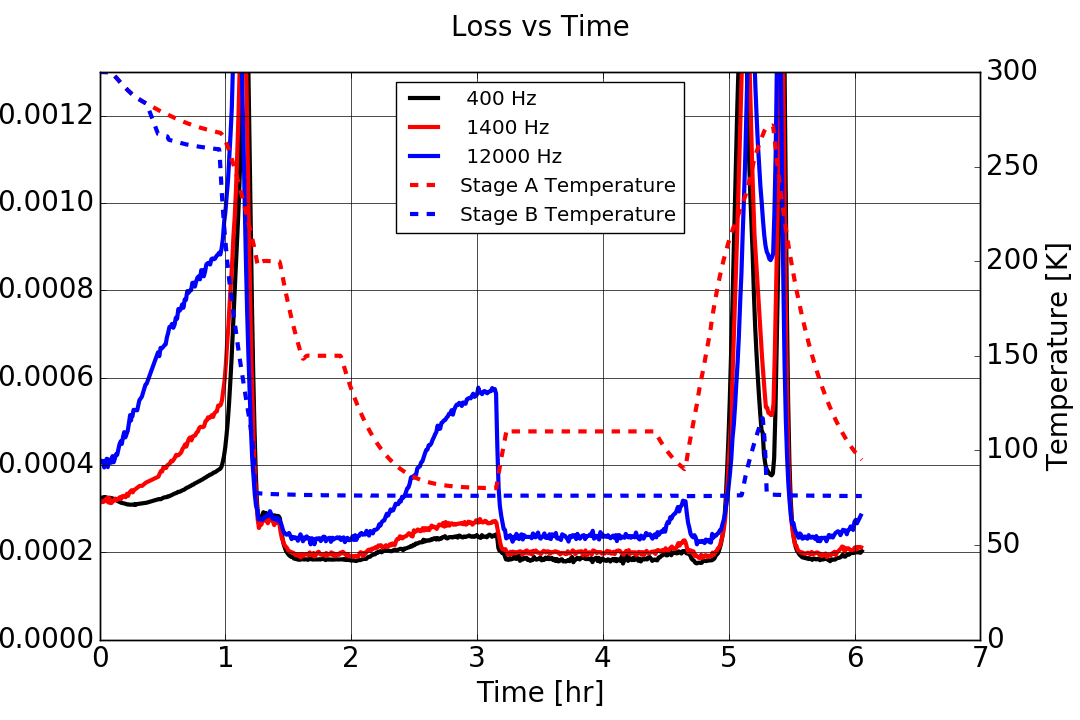 Loss vs Time
400 Hz
1400 Hz
12000 Hz
Stage A Temperature
Stage B Temperature
0.0012
0.0010
0.0008
0.0006
0.0004
0.0002
0.0000
300
250
200
150
100
50
0
Temperature [K]
0 1 2 3 4 5 6 7
Time [hr]